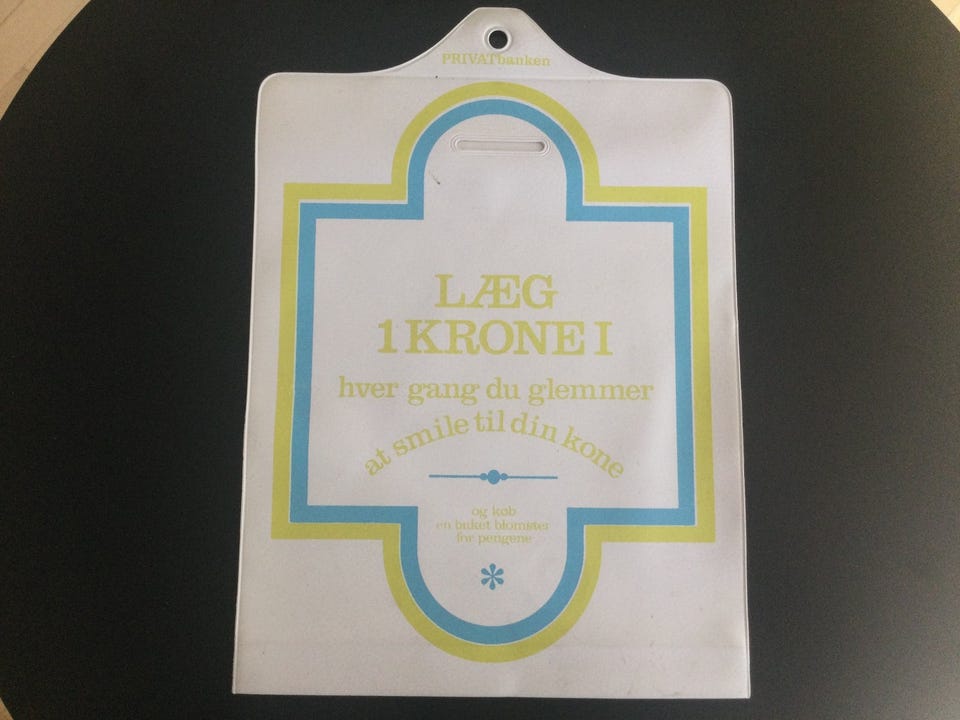 PRIVATbanken
LÆG
1 KRONE I
hver gang du glemmer
at smile til din kone
og køb
en buket blomster
for pengene